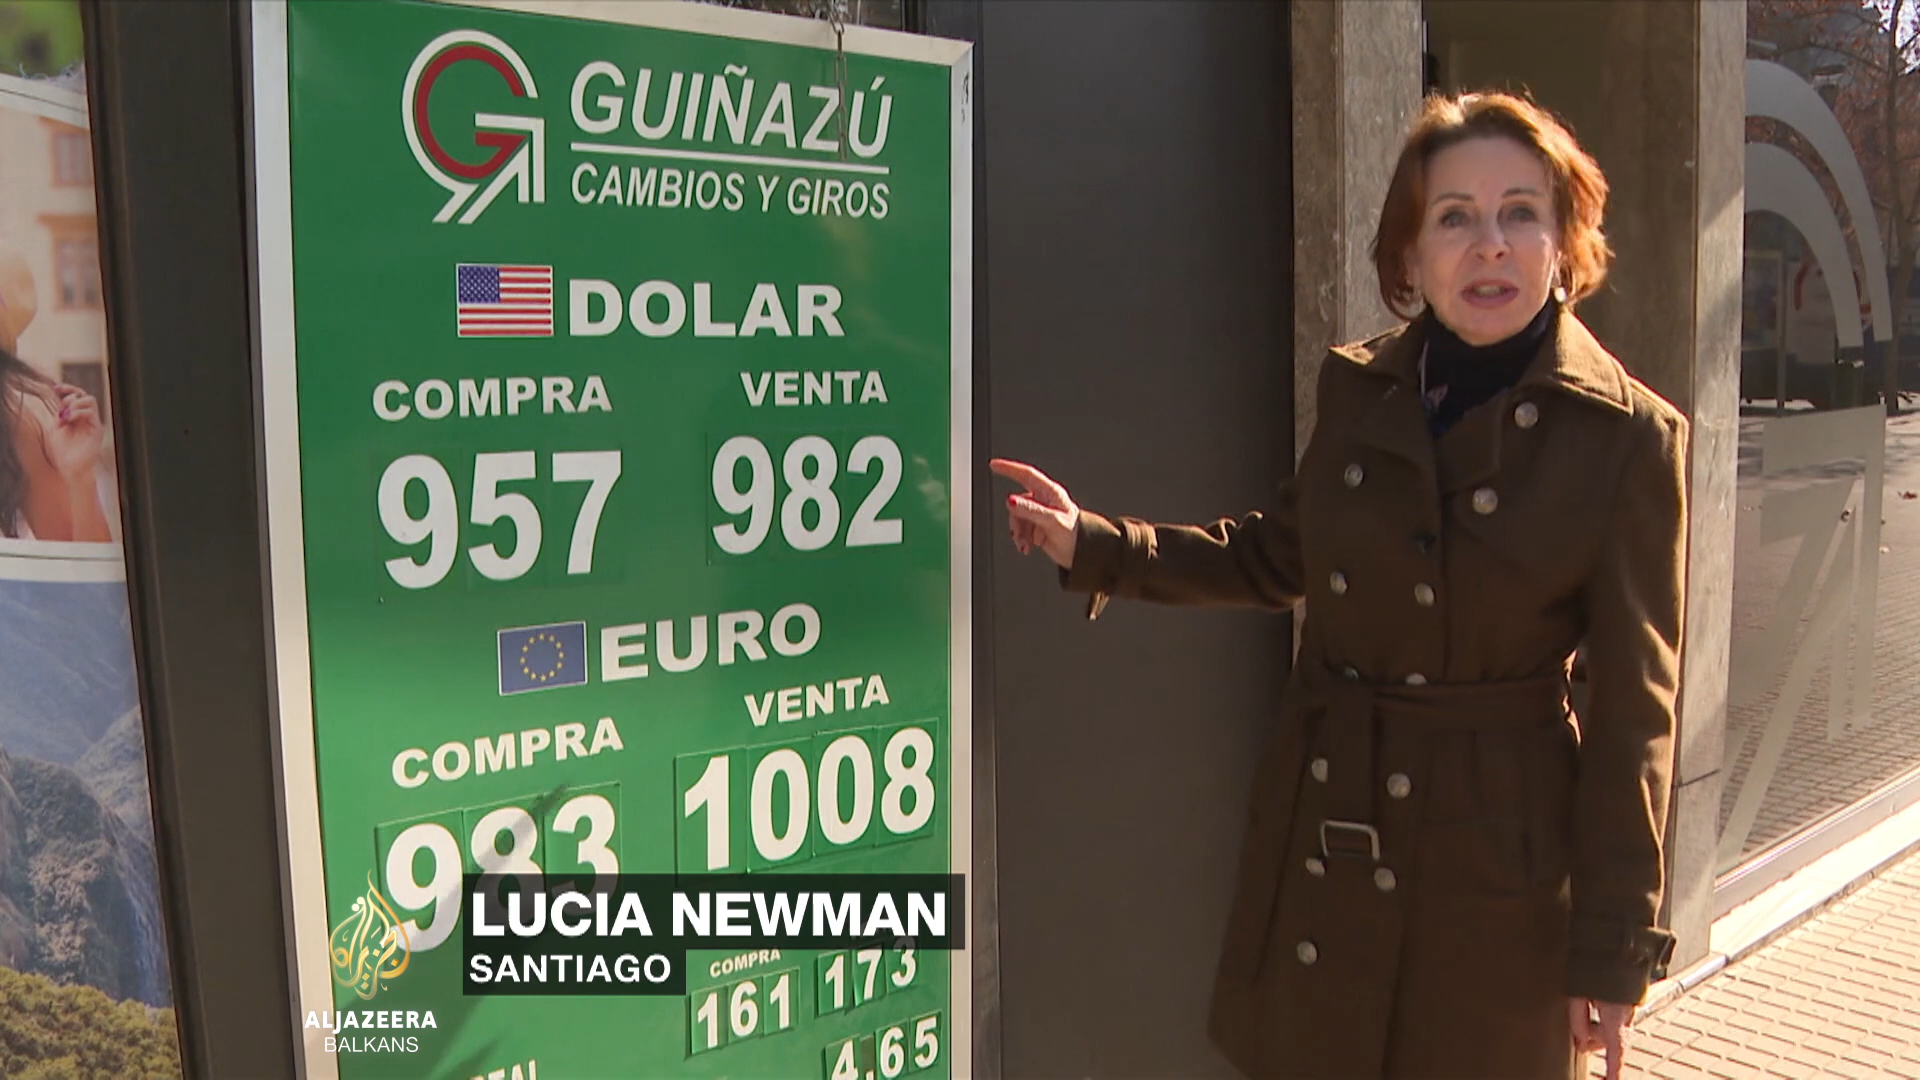 GUIÑAZÚ
CAMBIOS Y GIROS
DOLAR
COMPRA VENTA
957 982
EURO
COMPRA VENTA
983 1008
LUCIA NEWMAN
SANTIAGO
COMPRA
161 173
4.65
ALJAZEERA
BALKANS